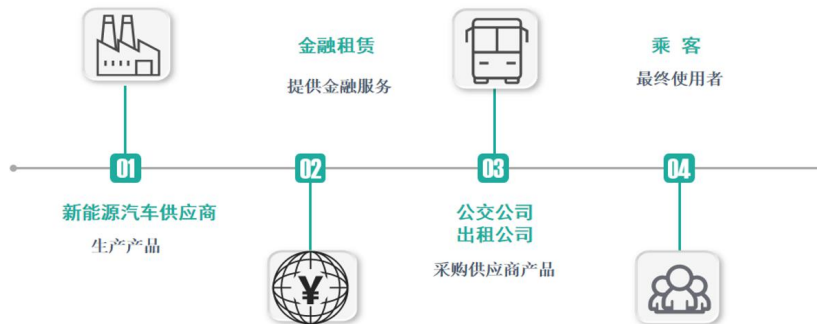 01
新能源汽车供应商
生产产品
金融租赁
提供金融服务
02
¥
03
公交公司
出租公司
采购供应商产品
乘 客
最终使用者
04